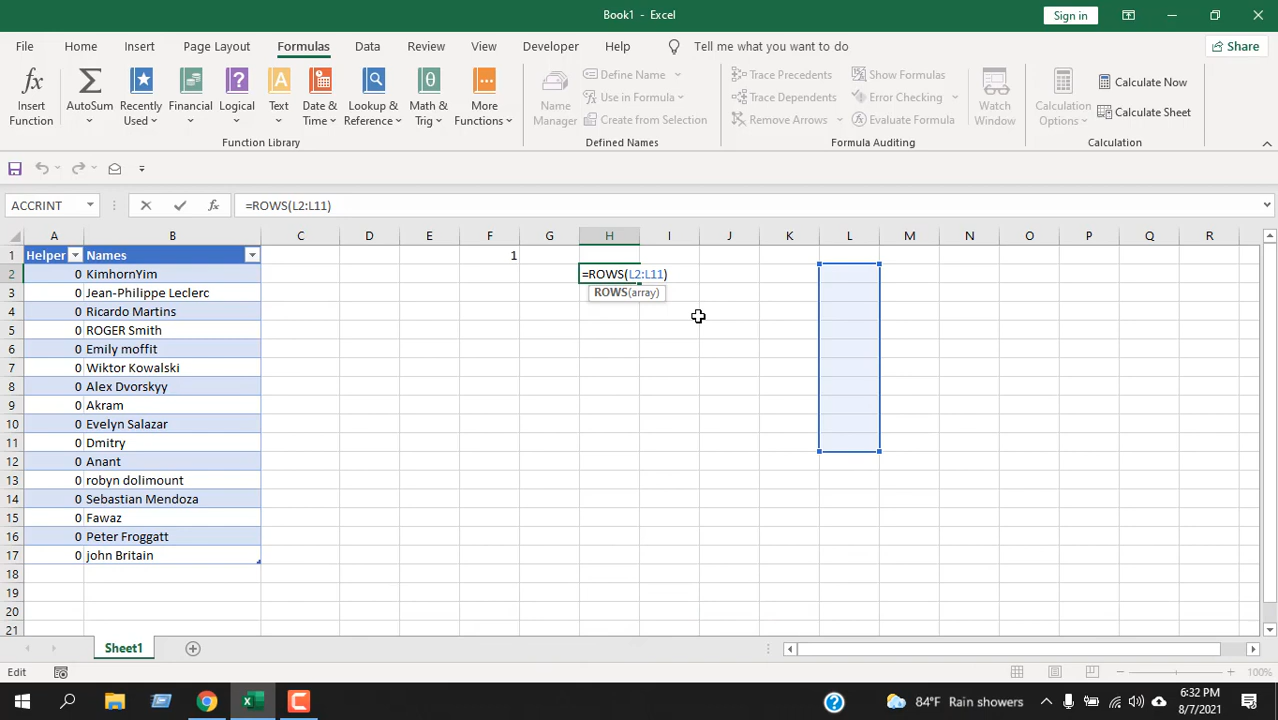 Book1 - Excel
Sign in
File Home Insert Page Layout Formulas Data Review View Developer Help Tell me what you want to do Share
Insert Function
AutoSum
Recently Used
Financial
Logical
Text
Date & Time
Lookup & Reference
Math & Trig
More Functions
Function Library
Name Manager
Define Name
Use in Formula
Create from Selection
Defined Names
Trace Precedents
Trace Dependents
Remove Arrows
Show Formulas
Error Checking
Evaluate Formula
Formula Auditing
Watch Window
Calculation Options
Calculate Now
Calculate Sheet
Calculation
ACCRINT fx =ROWS(L2:L11)
A B C D E F G H I J K L M N O P Q R
1 Helper Names 1
2 0 KimhornYim =ROWS(L2:L11)
ROWS(array)
3 0 Jean-Philippe Leclerc
4 0 Ricardo Martins
5 0 ROGER Smith
6 0 Emily moffit
7 0 Wiktor Kowalski
8 0 Alex Dvorskyy
9 0 Akram
10 0 Evelyn Salazar
11 0 Dmitry
12 0 Anant
13 0 robyn dolimount
14 0 Sebastian Mendoza
15 0 Fawaz
16 0 Peter Froggatt
17 0 john Britain
18
19
20
21
Sheet1
Edit
100%
84°F Rain showers
6:32 PM
8/7/2021